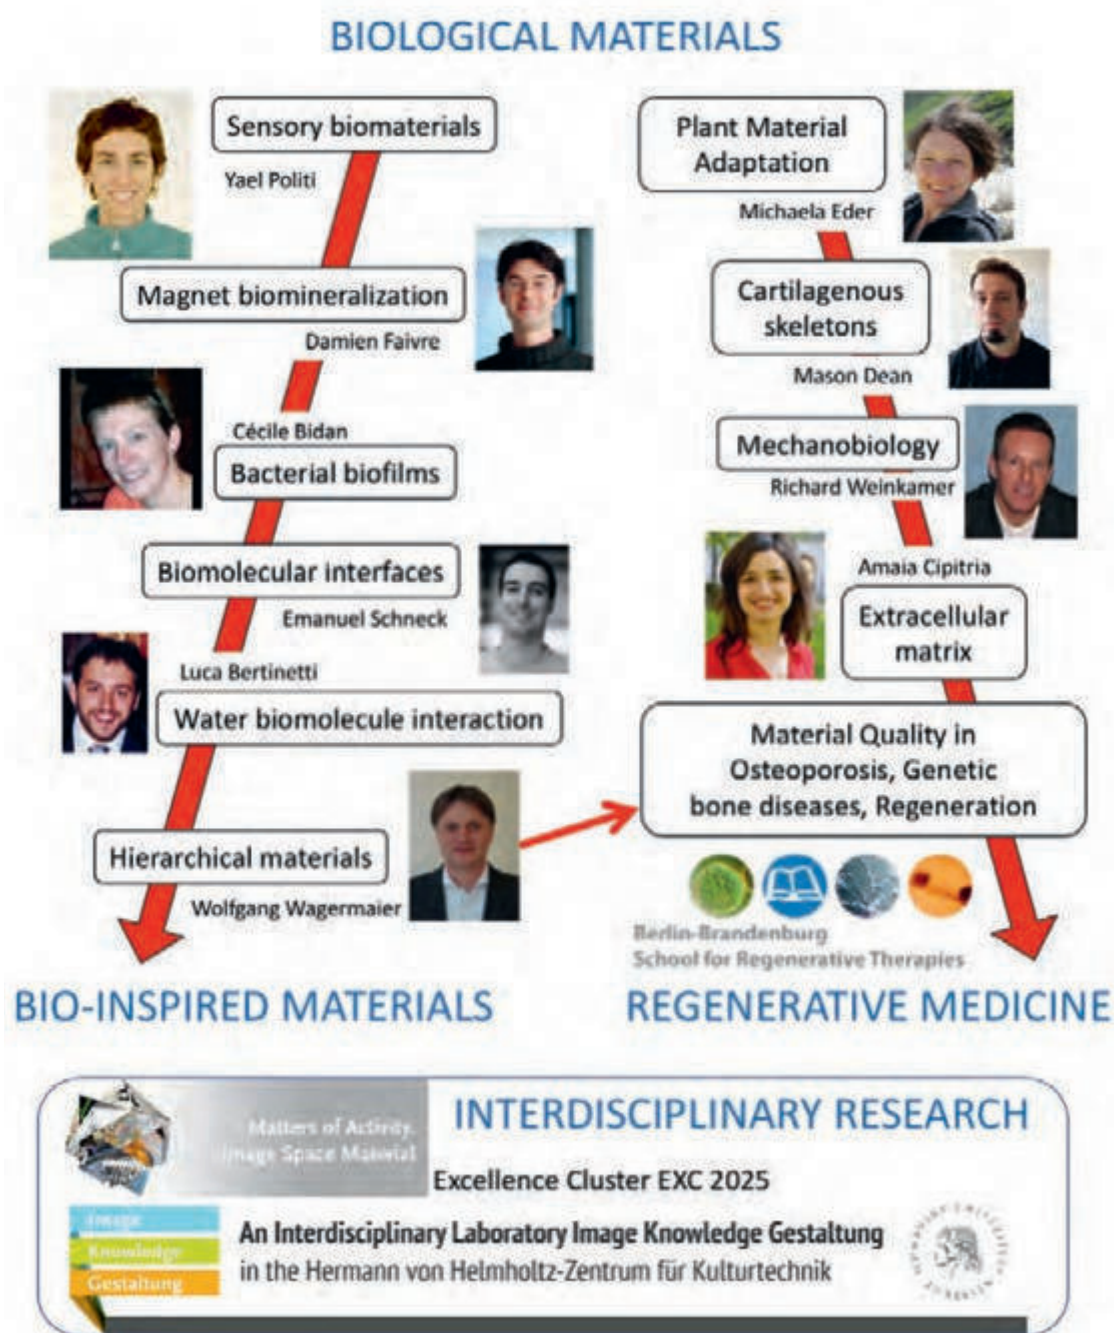 BIOLOGICAL MATERIALS
Sensory biomaterials
Yael Politi
Magnet biomineralization
Damien Faivre
Cécile Bidan
Bacterial biofilms
Biomolecular interfaces
Emanuel Schneck
Luca Bertinetti
Water biomolecule interaction
Hierarchical materials
Wolfgang Wagermaier
BIO-INSPIRED MATERIALS
Plant Material
Adaptation
Michaela Eder
Cartilagenous
skeletons
Mason Dean
Mechanobiology
Richard Weinkamer
Amaia Cipitria
Extracellular
matrix
Material Quality in
Osteoporosis, Genetic
bone diseases, Regeneration
Berlin-Brandenburg
School for Regenerative Therapies
REGENERATIVE MEDICINE
Matters of Activity.
Image Space Material
INTERDISCIPLINARY RESEARCH
Excellence Cluster EXC 2025
Image
Knowledge
Gestaltung
An Interdisciplinary Laboratory Image Knowledge Gestaltung
in the Hermann von Helmholtz-Zentrum für Kulturtechnik